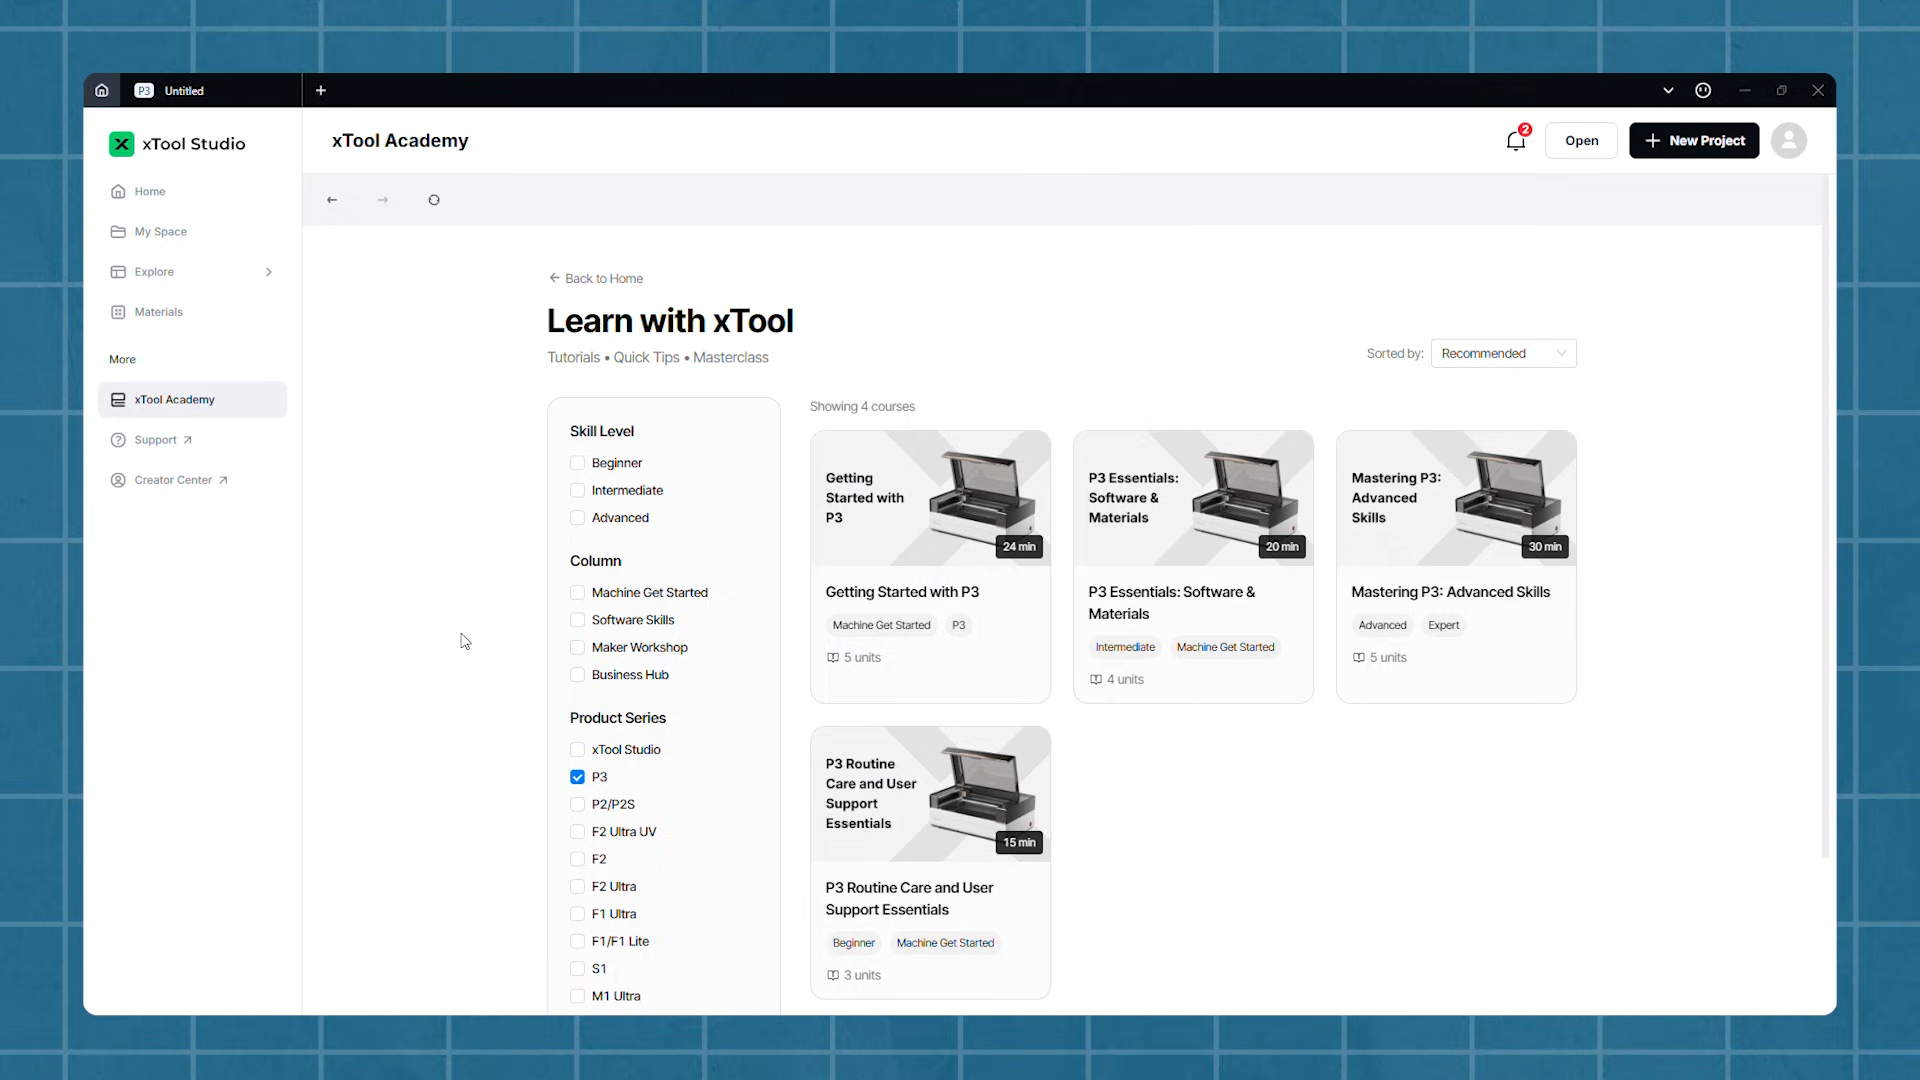 P3 Untitled
xTool Studio
Home
My Space
Explore
Materials
More
xTool Academy
Support
Creator Center
xTool Academy
2
Open
New Project
Back to Home
Learn with xTool
Tutorials • Quick Tips • Masterclass
Sorted by: Recommended
Skill Level
Beginner
Intermediate
Advanced
Column
Machine Get Started
Software Skills
Maker Workshop
Business Hub
Product Series
xTool Studio
P3
P2/P2S
F2 Ultra UV
F2
F2 Ultra
F1 Ultra
F1/F1 Lite
S1
M1 Ultra
Showing 4 courses
Getting
Started with
P3
24 min
Getting Started with P3
Machine Get Started P3
5 units
P3 Essentials:
Software &
Materials
20 min
P3 Essentials: Software &
Materials
Intermediate Machine Get Started
4 units
Mastering P3:
Advanced
Skills
30 min
Mastering P3: Advanced Skills
Advanced Expert
5 units
P3 Routine
Care and User
Support
Essentials
15 min
P3 Routine Care and User
Support Essentials
Beginner Machine Get Started
3 units